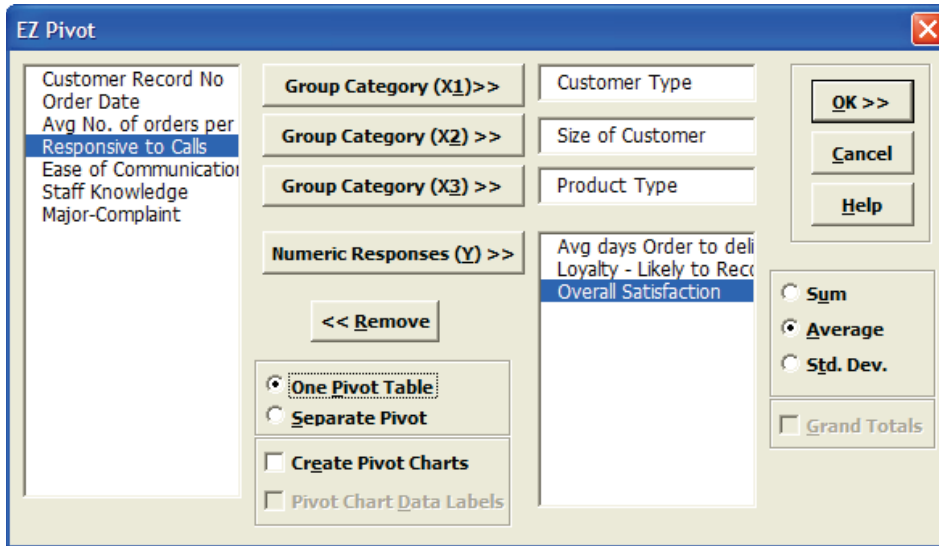 EZ Pivot
Customer Record No
Order Date
Avg No. of orders per
Responsive to Calls
Ease of Communication
Staff Knowledge
Major-Complaint
Group Category (X1)>>
Group Category (X2) >>
Group Category (X3) >>
Numeric Responses (Y) >>
<< Remove
One Pivot Table
Separate Pivot
Create Pivot Charts
Pivot Chart Data Labels
Customer Type
Size of Customer
Product Type
Avg days Order to deli
Loyalty - Likely to Reco
Overall Satisfaction
OK >>
Cancel
Help
Sum
Average
Std. Dev.
Grand Totals